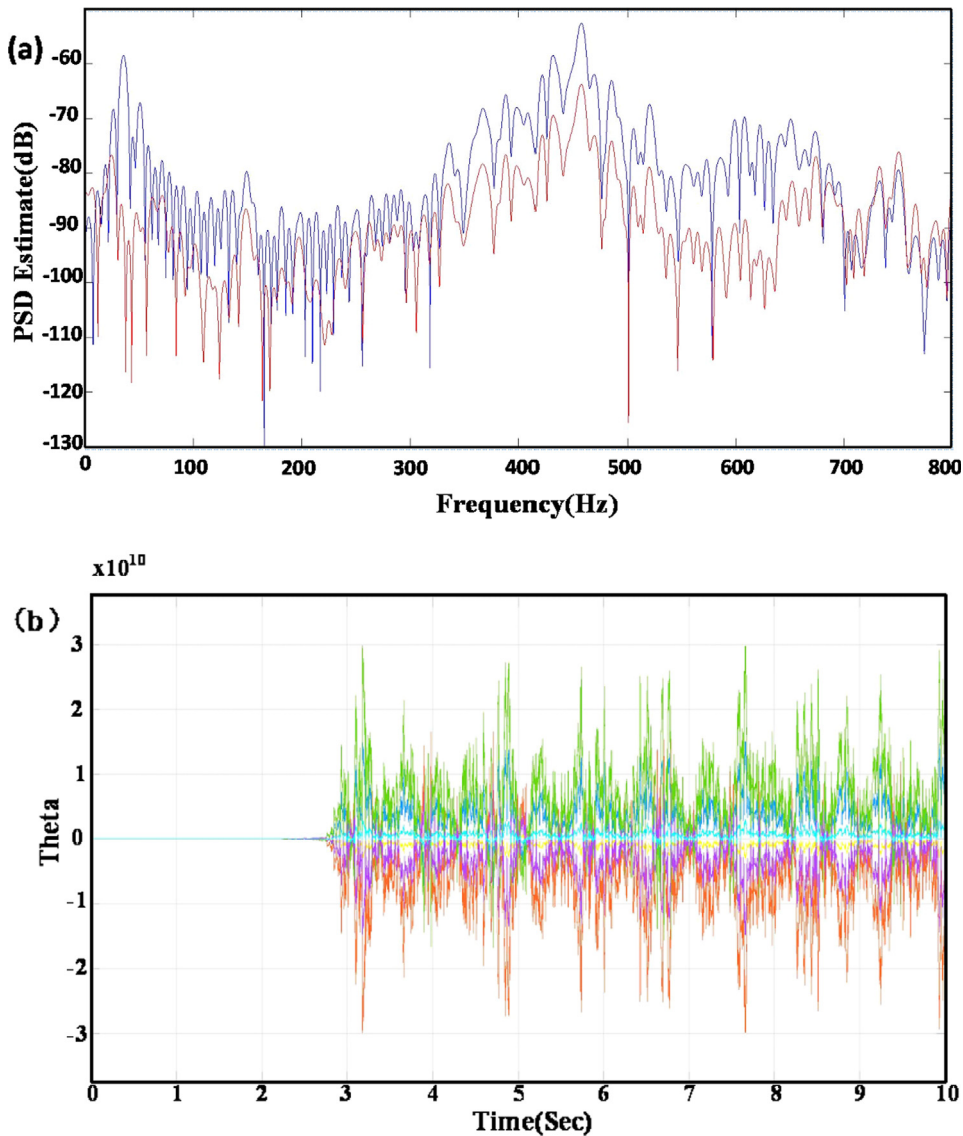 (a)
-60
-70
-80
-90
-100
-110
-120
-130
PSD Estimate(dB)
0 100 200 300 400 500 600 700 800
Frequency(Hz)
x10¹⁰
(b)
3
2
1
0
-1
-2
-3
Theta
0 1 2 3 4 5 6 7 8 9 10
Time(Sec)